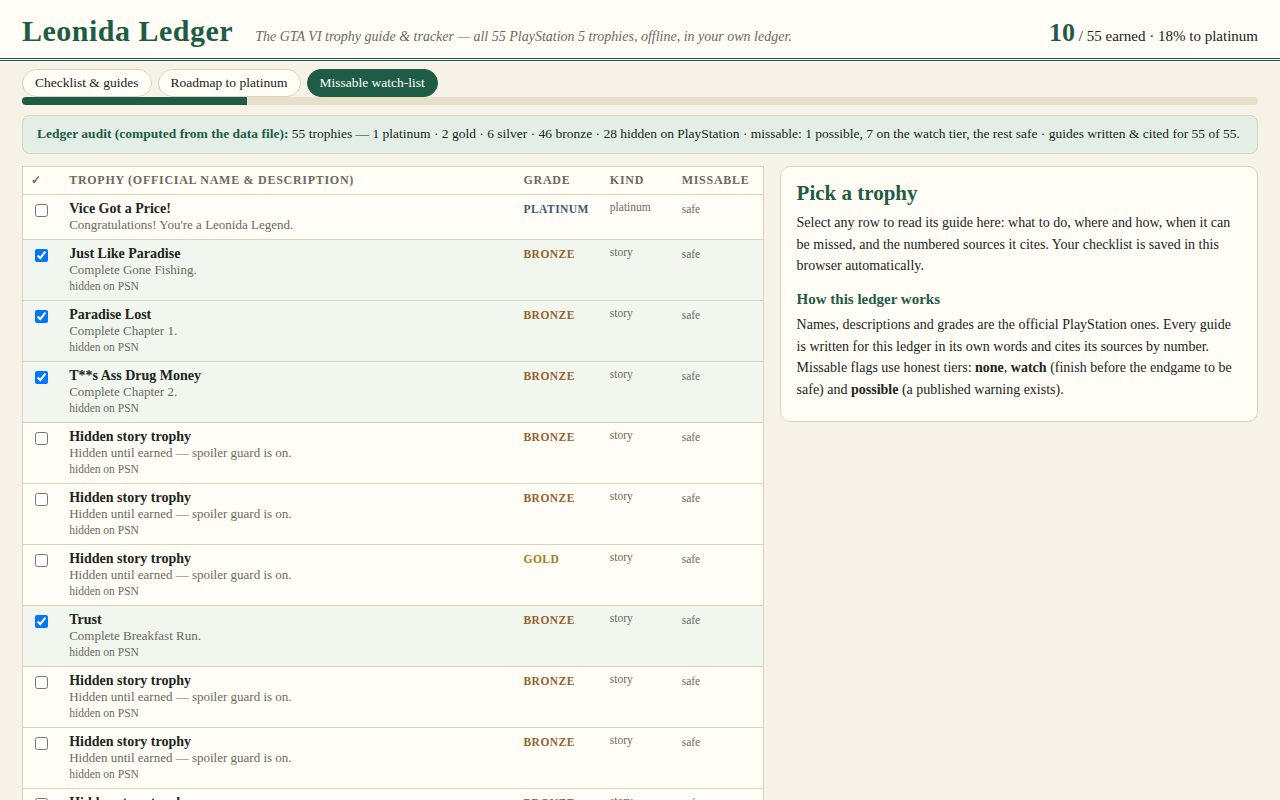 Leonida Ledger
The GTA VI trophy guide & tracker — all 55 PlayStation 5 trophies, offline, in your own ledger.
10 / 55 earned · 18% to platinum
Checklist & guides
Roadmap to platinum
Missable watch-list
Ledger audit (computed from the data file): 55 trophies — 1 platinum · 2 gold · 6 silver · 46 bronze · 28 hidden on PlayStation · missable: 1 possible, 7 on the watch tier, the rest safe · guides written & cited for 55 of 55.
✓ TROPHY (OFFICIAL NAME & DESCRIPTION) GRADE KIND MISSABLE
Vice Got a Price! PLATINUM platinum safe
Congratulations! You're a Leonida Legend.
Just Like Paradise BRONZE story safe
Complete Gone Fishing.
hidden on PSN
Paradise Lost BRONZE story safe
Complete Chapter 1.
hidden on PSN
T**s Ass Drug Money BRONZE story safe
Complete Chapter 2.
hidden on PSN
Hidden story trophy BRONZE story safe
Hidden until earned — spoiler guard is on.
hidden on PSN
Hidden story trophy BRONZE story safe
Hidden until earned — spoiler guard is on.
hidden on PSN
Hidden story trophy GOLD story safe
Hidden until earned — spoiler guard is on.
hidden on PSN
Trust BRONZE story safe
Complete Breakfast Run.
hidden on PSN
Hidden story trophy BRONZE story safe
Hidden until earned — spoiler guard is on.
hidden on PSN
Hidden story trophy BRONZE story safe
Hidden until earned — spoiler guard is on.
hidden on PSN
Pick a trophy
Select any row to read its guide here: what to do, where and how, when it can
be missed, and the numbered sources it cites. Your checklist is saved in this
browser automatically.
How this ledger works
Names, descriptions and grades are the official PlayStation ones. Every guide
is written for this ledger in its own words and cites its sources by number.
Missable flags use honest tiers: none, watch (finish before the endgame to be
safe) and possible (a published warning exists).